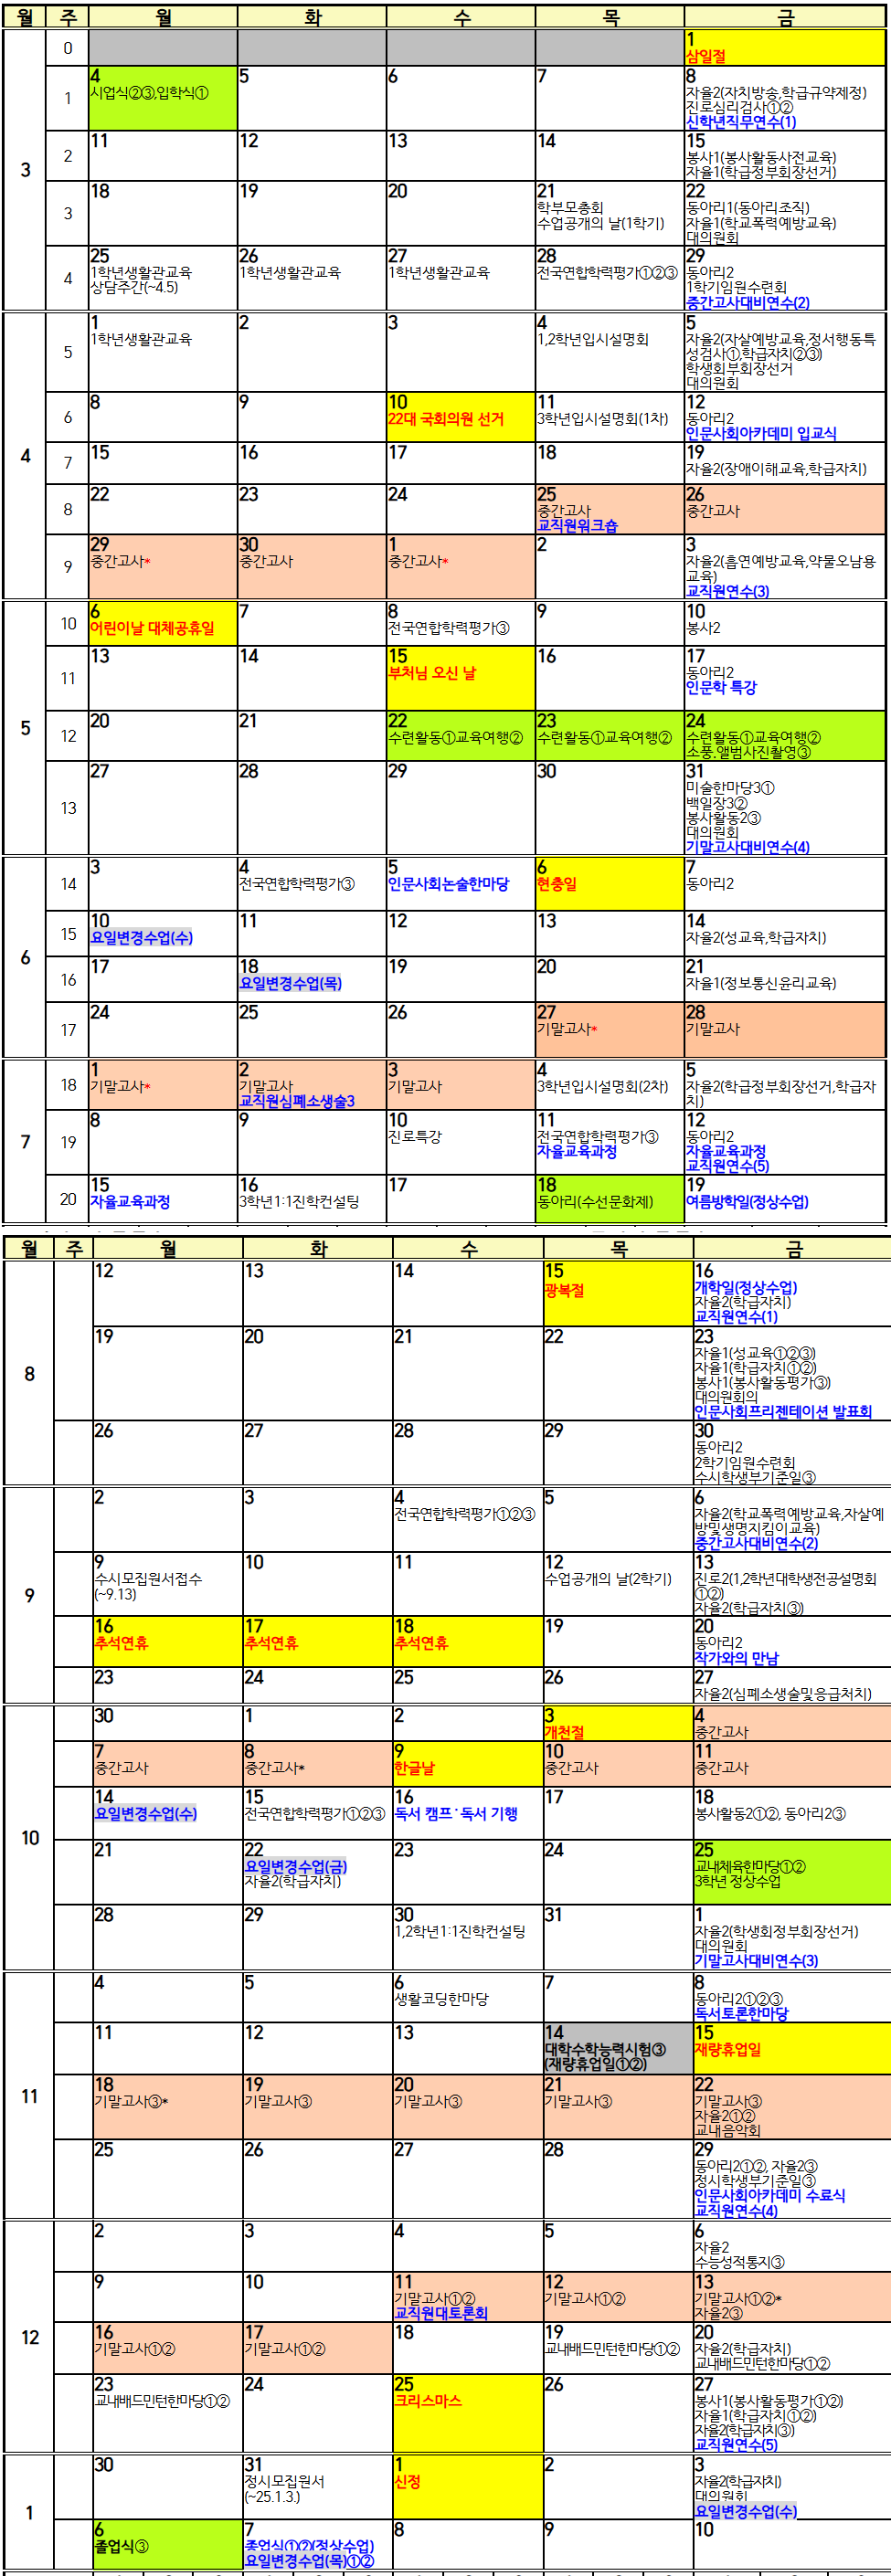 월 주 월 화 수 목 금
3
0
1
삼일절
1
4
시업식②③,입학식①
5
6
7
8
자율2(자치방송,학급규약제정)
진로심리검사①②
신학년직무연수(1)
2
11
12
13
14
15
봉사1(봉사활동사전교육)
자율1(학급정부회장선거)
3
18
19
20
21
학부모총회
수업공개의 날(1학기)
22
동아리1(동아리조직)
자율1(학교폭력예방교육)
대의원회
4
25
1학년생활관교육
상담주간(~4.5)
26
1학년생활관교육
27
1학년생활관교육
28
전국연합학력평가①②③
29
동아리2
1학기임원수련회
중간고사대비연수(2)
4
5
1
1학년생활관교육
2
3
4
1,2학년입시설명회
5
자율2(자살예방교육,정서행동특
성검사①,학급자치②③)
학생회부회장선거
대의원회
6
8
9
10
22대 국회의원 선거
11
3학년입시설명회(1차)
12
동아리2
인문사회아카데미 입교식
7
15
16
17
18
19
자율2(장애이해교육,학급자치)
8
22
23
24
25
중간고사
교직원워크숍
26
중간고사
9
29
중간고사*
30
중간고사
1
중간고사*
2
3
자율2(흡연예방교육,약물오남용
교육)
교직원연수(3)
5
10
6
어린이날 대체공휴일
7
8
전국연합학력평가③
9
10
봉사2
11
13
14
15
부처님 오신 날
16
17
동아리2
인문학 특강
12
20
21
22
수련활동①교육여행②
23
수련활동①교육여행②
24
수련활동①교육여행②
소풍.앨범사진촬영③
13
27
28
29
30
31
미술한마당3①
백일장3②
봉사활동2③
대의원회
기말고사대비연수(4)
6
14
3
4
전국연합학력평가③
5
인문사회논술한마당
6
현충일
7
동아리2
15
10
요일변경수업(수)
11
12
13
14
자율2(성교육,학급자치)
16
17
18
요일변경수업(목)
19
20
21
자율1(정보통신윤리교육)
17
24
25
26
27
기말고사*
28
기말고사
7
18
1
기말고사*
2
기말고사
교직원심폐소생술3
3
기말고사
4
3학년입시설명회(2차)
5
자율2(학급정부회장선거,학급자
치)
19
8
9
10
진로특강
11
전국연합학력평가③
자율교육과정
12
동아리2
자율교육과정
교직원연수(5)
20
15
자율교육과정
16
3학년1:1진학컨설팅
17
18
동아리(수선문화제)
19
여름방학일(정상수업)
월 주 월 화 수 목 금
8
12
13
14
15
광복절
16
개학일(정상수업)
자율2(학급자치)
교직원연수(1)
19
20
21
22
23
자율1(성교육①②③)
자율1(학급자치①②)
봉사1(봉사활동평가③)
대의원회의
인문사회프리젠테이션 발표회
26
27
28
29
30
동아리2
2학기임원수련회
수시학생부기준일③
9
2
3
4
전국연합학력평가①②③
5
6
자율2(학교폭력예방교육,자살예
방및생명지킴이교육)
중간고사대비연수(2)
9
수시모집원서접수
(~9.13)
10
11
12
수업공개의 날(2학기)
13
진로2(1,2학년대학생전공설명회
①②)
자율2(학급자치③)
16
추석연휴
17
추석연휴
18
추석연휴
19
20
동아리2
작가와의 만남
23
24
25
26
27
자율2(심폐소생술및응급처치)
10
30
1
2
3
개천절
4
중간고사
7
중간고사
8
중간고사*
9
한글날
10
중간고사
11
중간고사
14
요일변경수업(수)
15
전국연합학력평가①②③
16
독서 캠프˙독서 기행
17
18
봉사활동2①②, 동아리2③
21
22
요일변경수업(금)
자율2(학급자치)
23
24
25
교내체육한마당①②
3학년 정상수업
28
29
30
1,2학년1:1진학컨설팅
31
1
자율2(학생회정부회장선거)
대의원회
기말고사대비연수(3)
11
4
5
6
생활코딩한마당
7
8
동아리2①②③
독서토론한마당
11
12
13
14
대학수학능력시험③
(재량휴업일①②)
15
재량휴업일
18
기말고사③*
19
기말고사③
20
기말고사③
21
기말고사③
22
기말고사③
자율2①②
교내음악회
25
26
27
28
29
동아리2①②, 자율2③
정시학생부기준일③
인문사회아카데미 수료식
교직원연수(4)
12
2
3
4
5
6
자율2
수능성적통지③
9
10
11
기말고사①②
교직원대토론회
12
기말고사①②
13
기말고사①②*
자율2③
16
기말고사①②
17
기말고사①②
18
19
교내배드민턴한마당①②
20
자율2(학급자치)
교내배드민턴한마당①②
23
교내배드민턴한마당①②
24
25
크리스마스
26
27
봉사1(봉사활동평가①②)
자율1(학급자치①②)
자율2(학급자치③)
교직원연수(5)
1
30
31
정시모집원서
(~25.1.3.)
1
신정
2
3
자율2(학급자치)
대의원회
요일변경수업(수)
6
졸업식③
7
졸업식(1②)(정상수업)
요일변경수업(목)①②
8
9
10